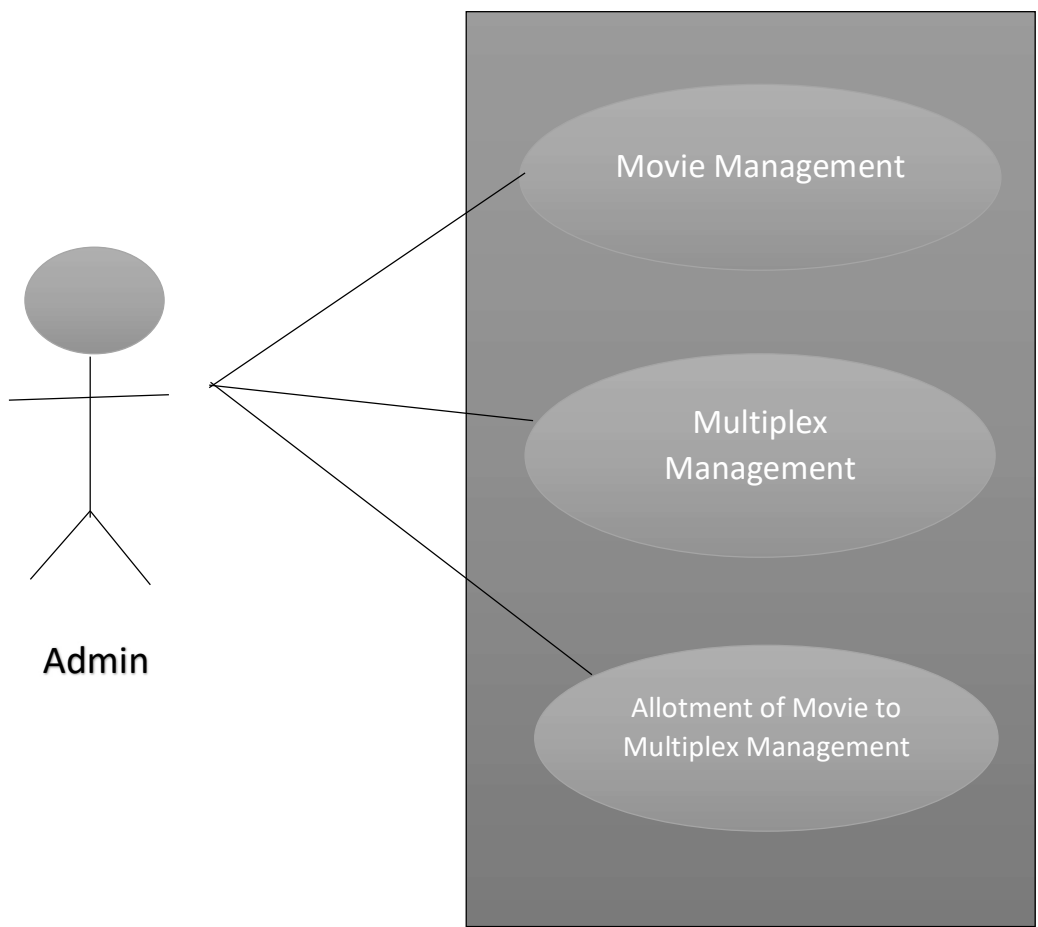 Movie Management
Multiplex
Management
Admin
Allotment of Movie to
Multiplex Management